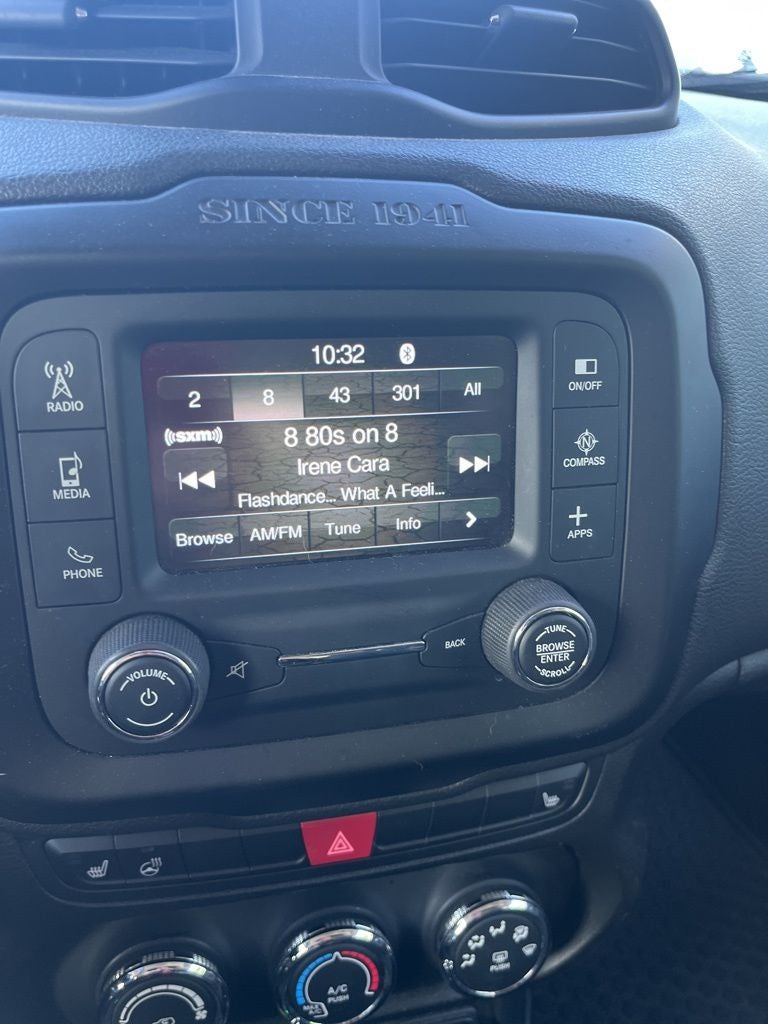 SINCE 1941
10:32
2 8 43 301 All
((sxm)) 8 80s on 8
Irene Cara
Flashdance... What A Feeli...
Browse AM/FM Tune Info
RADIO
MEDIA
PHONE
ON/OFF
N
COMPASS
APPS
VOLUME
BACK
TUNE
BROWSE
ENTER
SCROLL
MAX
A/C
A/C
PUSH
PUSH